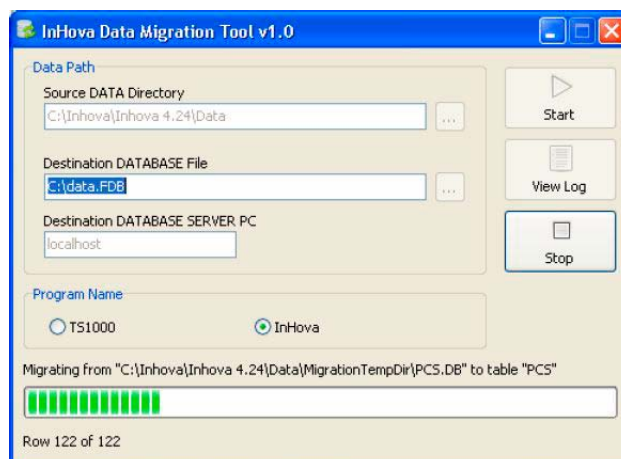 InHova Data Migration Tool v1.0
Data Path
Source DATA Directory
C:\Inhova\Inhova 4.24\Data
...
Start
Destination DATABASE File
C:\data.FDB
...
View Log
Destination DATABASE SERVER PC
localhost
Stop
Program Name
TS1000
InHova
Migrating from "C:\Inhova\Inhova 4.24\Data\MigrationTempDir\PCS.DB" to table "PCS"
Row 122 of 122